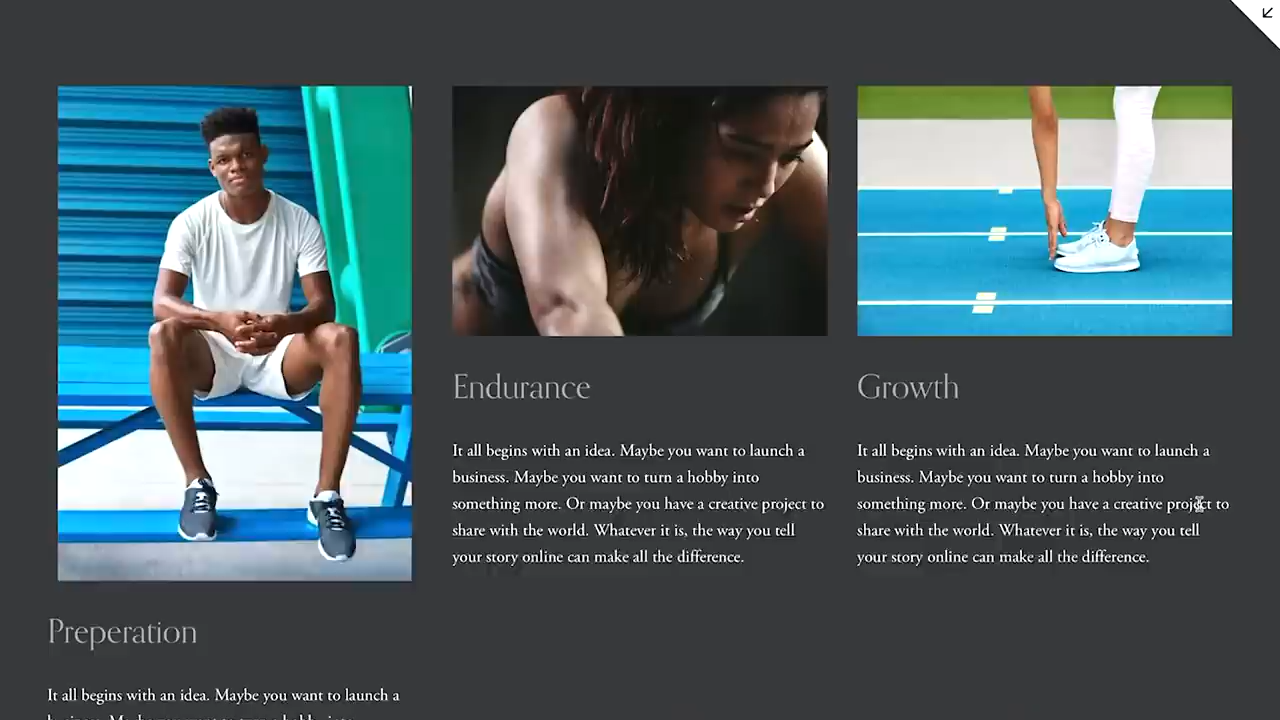 Endurance
It all begins with an idea. Maybe you want to launch a
business. Maybe you want to turn a hobby into
something more. Or maybe you have a creative project to
share with the world. Whatever it is, the way you tell
your story online can make all the difference.
Growth
It all begins with an idea. Maybe you want to launch a
business. Maybe you want to turn a hobby into
something more. Or maybe you have a creative project to
share with the world. Whatever it is, the way you tell
your story online can make all the difference.
Preperation
It all begins with an idea. Maybe you want to launch a